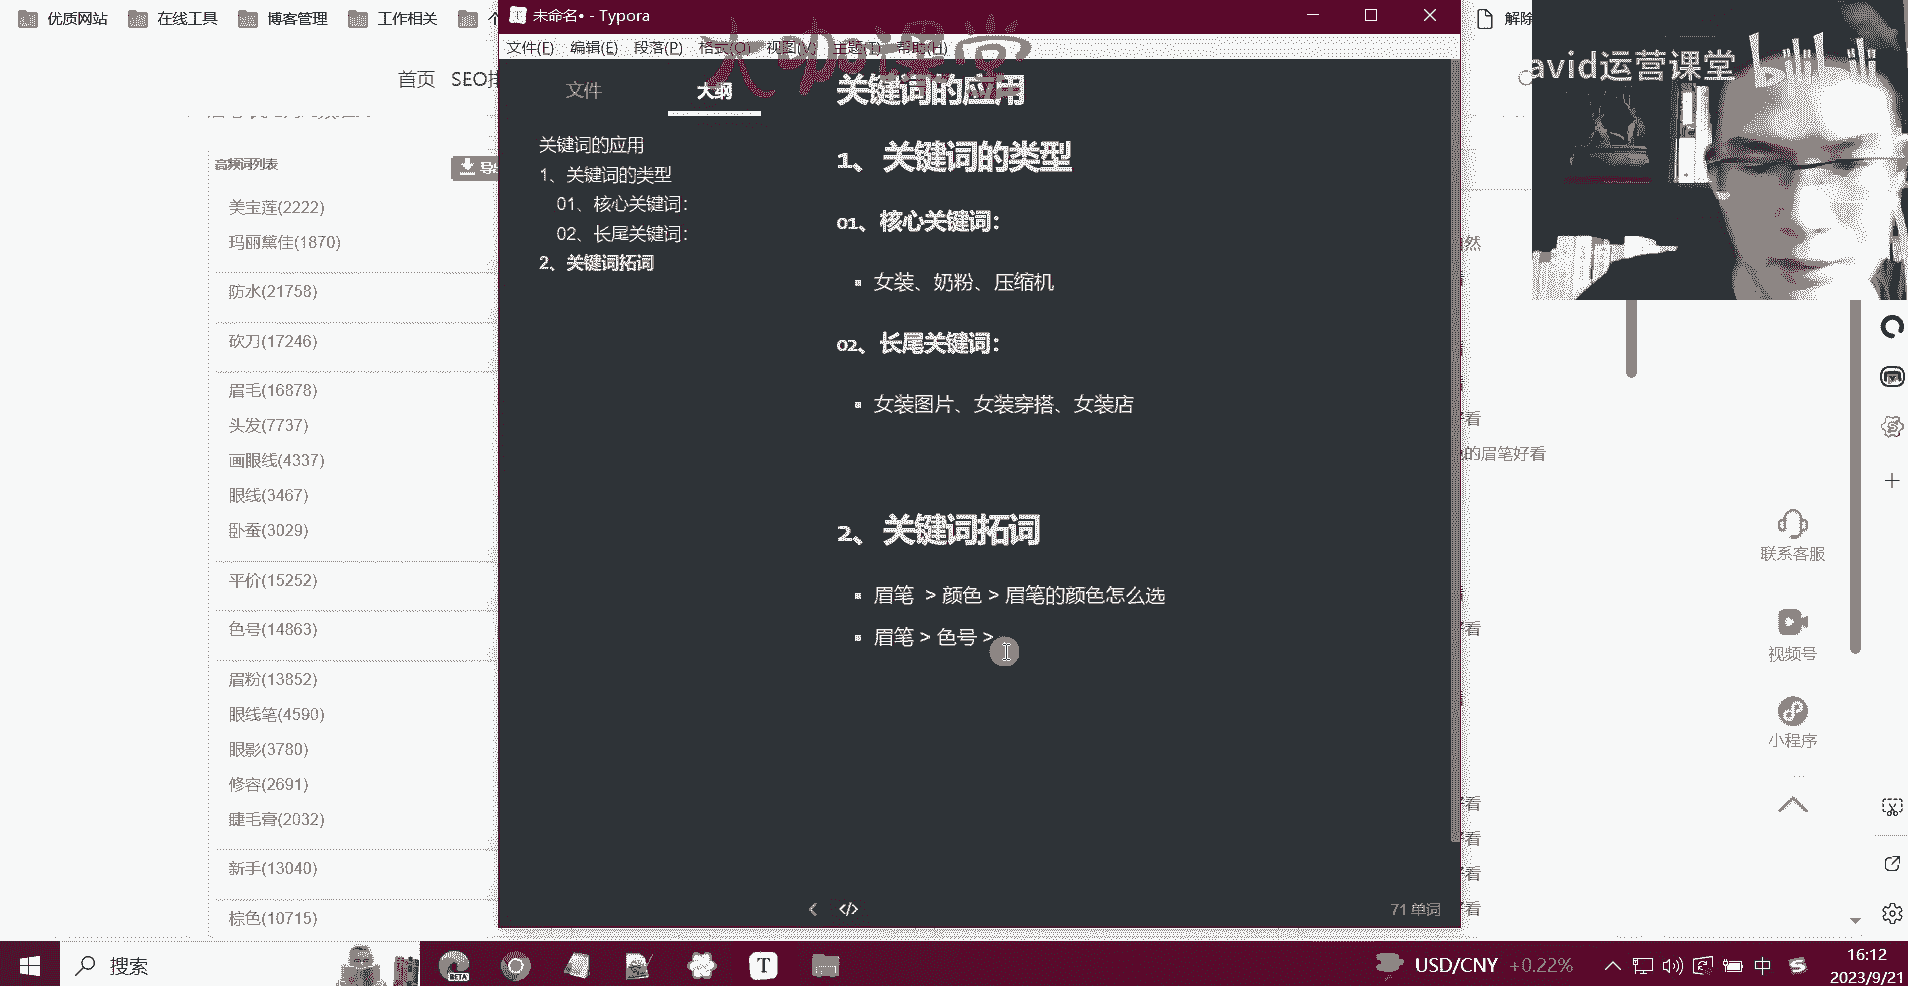 优质网站
在线工具
博客管理
工作相关
未命名• - Typora
解除
文件(F) 编辑(E) 段落(P) 格式(O) 视图(V) 主题(T) 帮助(H)
大咖课堂
avid运营课堂
首页
文件
大纲
关键词的应用
关键词的应用
1、关键词的类型
01、核心关键词:
02、长尾关键词:
2、关键词拓词
1、 关键词的类型
01、核心关键词:
女装、奶粉、压缩机
02、长尾关键词:
女装图片、女装穿搭、女装店
2、 关键词拓词
眉笔 > 颜色 > 眉笔的颜色怎么选
眉笔 > 色号 >
71 单词
高频词列表
美宝莲(2222)
玛丽黛佳(1870)
防水(21758)
砍刀(17246)
眉毛(16878)
头发(7737)
画眼线(4337)
眼线(3467)
卧蚕(3029)
平价(15252)
色号(14863)
眉粉(13852)
眼线笔(4590)
眼影(3780)
修容(2691)
睫毛膏(2032)
新手(13040)
棕色(10715)
然
看
的眉笔好看
看
看
看
看
看
联系客服
视频号
小程序
搜索
BETA
USD/CNY +0.22%
中
16:12
2023/9/21